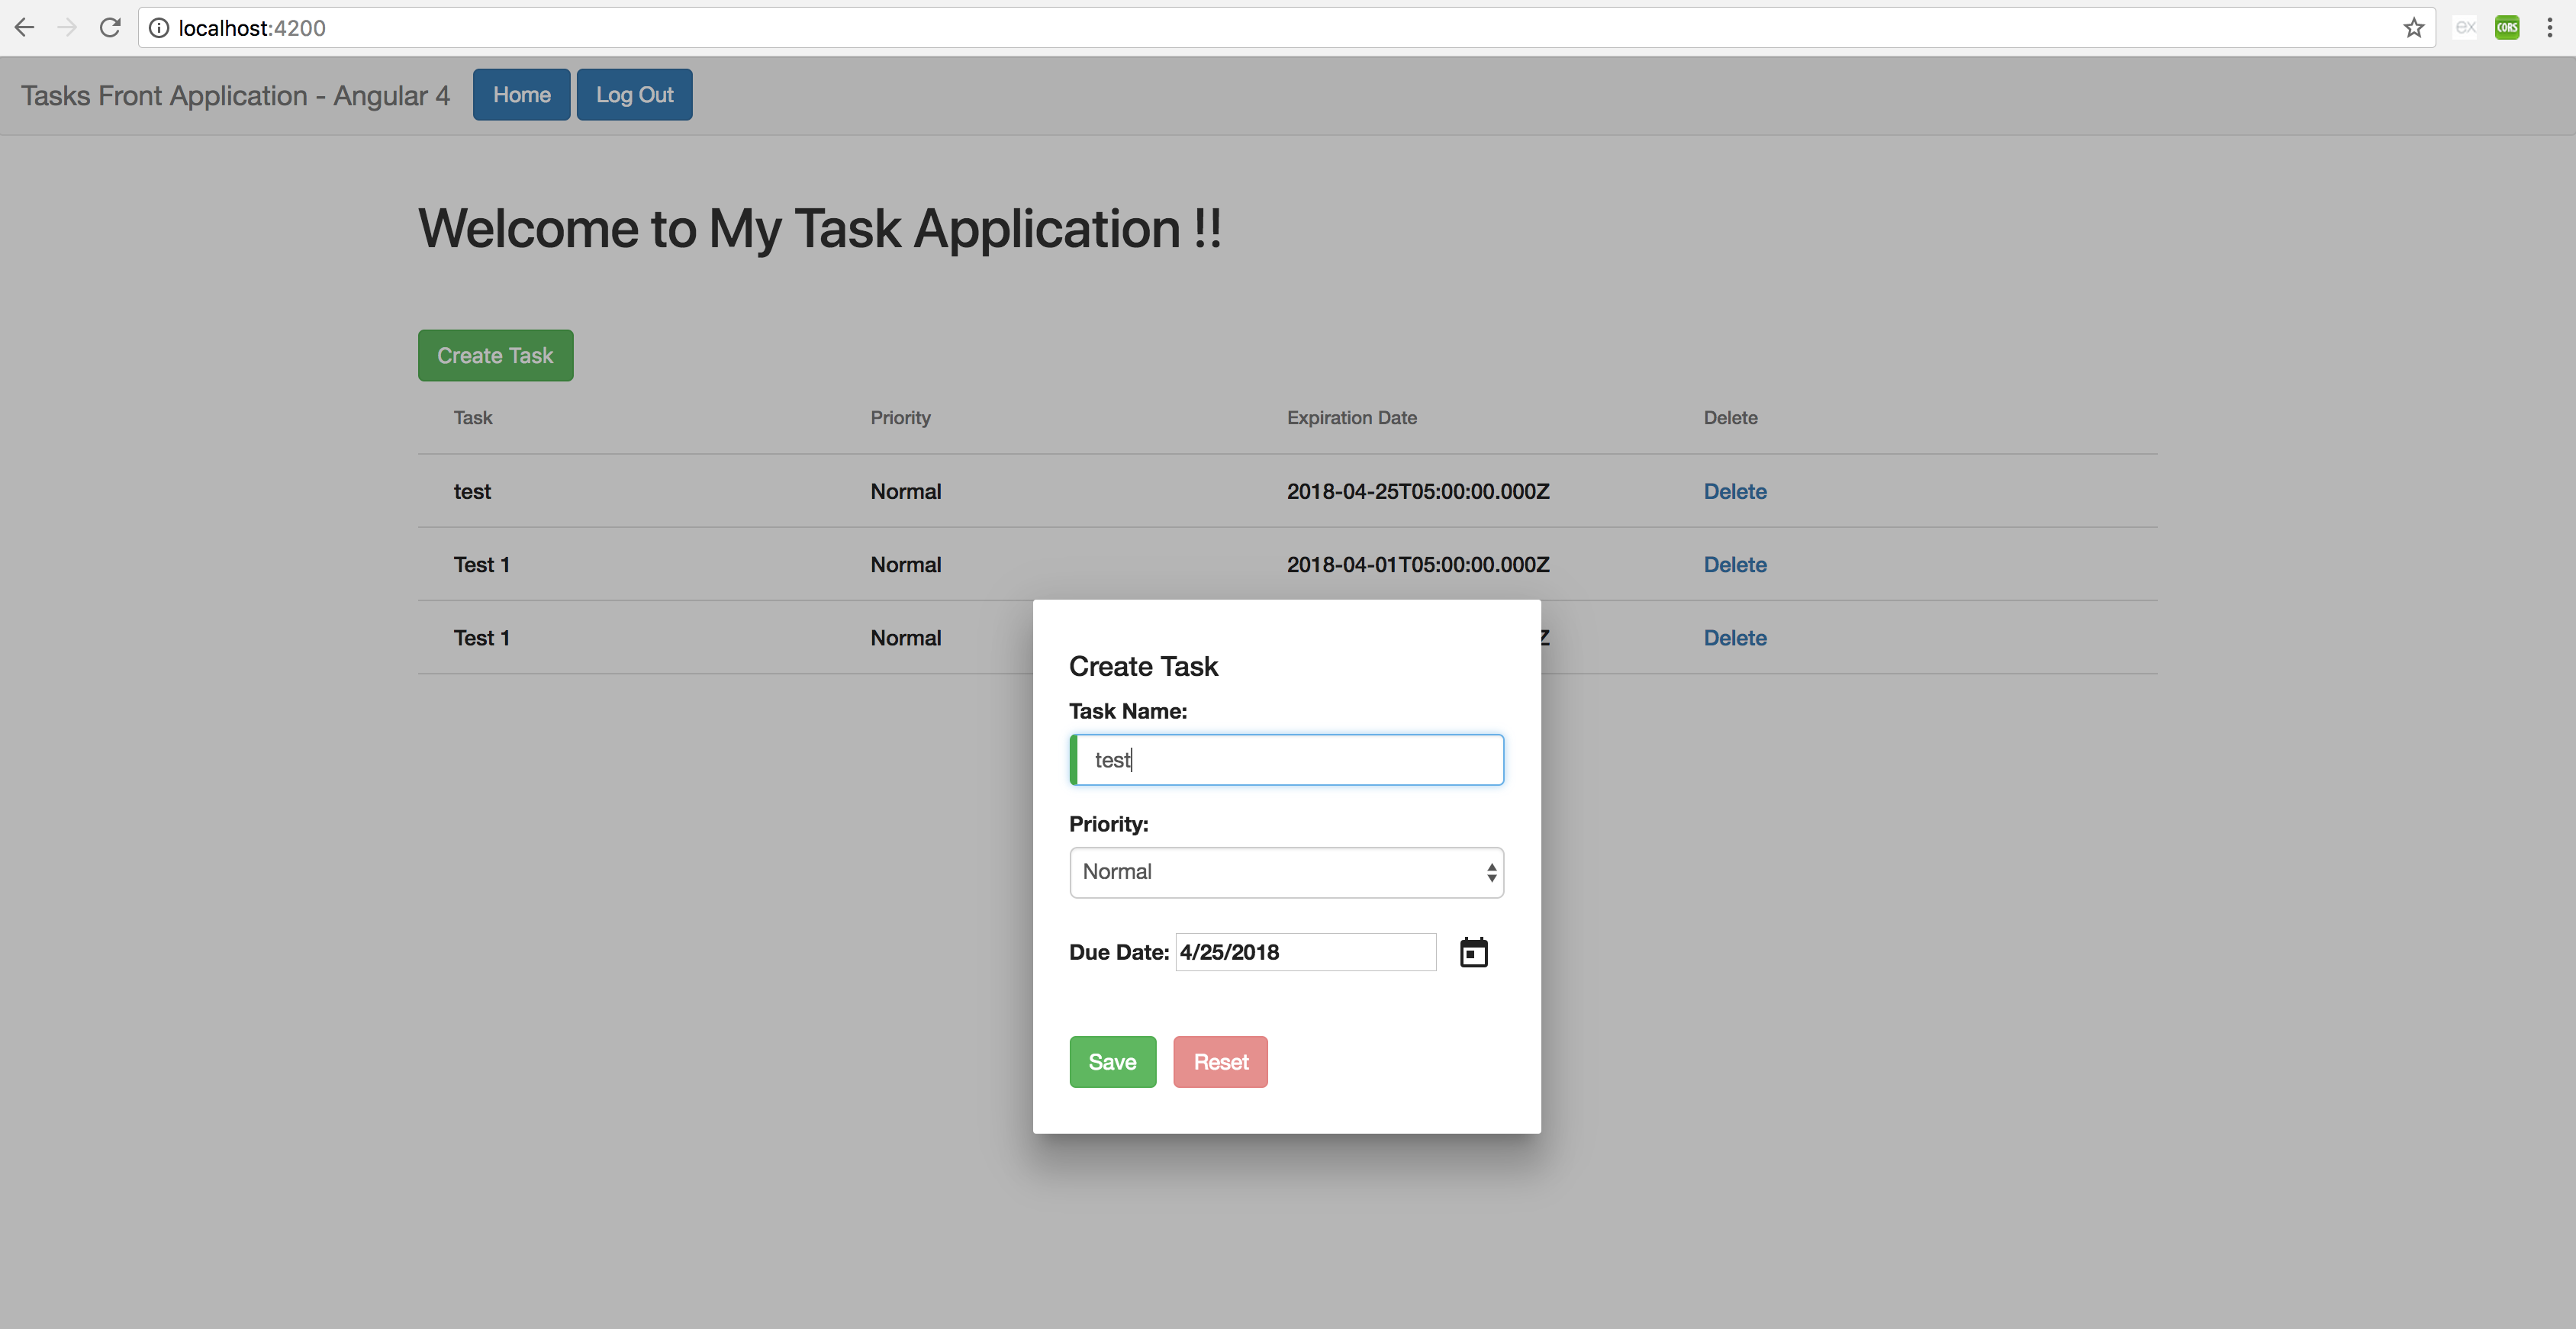 localhost:4200
ex
CORS
Tasks Front Application - Angular 4 Home Log Out
Welcome to My Task Application !!
Create Task
Task Priority Expiration Date Delete
test Normal 2018-04-25T05:00:00.000Z Delete
Test 1 Normal 2018-04-01T05:00:00.000Z Delete
Test 1 Normal Z Delete
Create Task
Task Name:
test
Priority:
Normal
Due Date: 4/25/2018
Save Reset